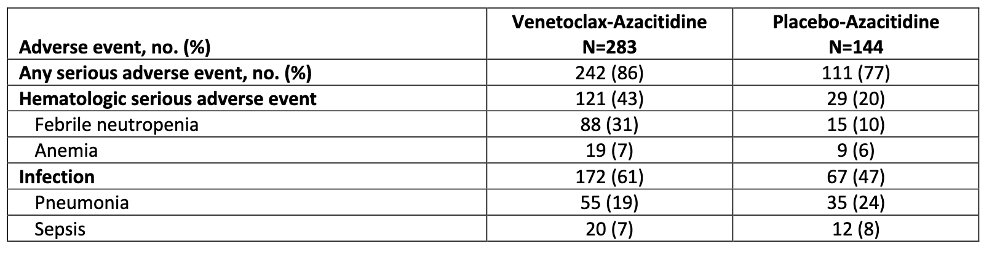 Adverse event, no. (%) Venetoclax-Azacitidine N=283 Placebo-Azacitidine N=144
Any serious adverse event, no. (%) 242 (86) 111 (77)
Hematologic serious adverse event 121 (43) 29 (20)
Febrile neutropenia 88 (31) 15 (10)
Anemia 19 (7) 9 (6)
Infection 172 (61) 67 (47)
Pneumonia 55 (19) 35 (24)
Sepsis 20 (7) 12 (8)